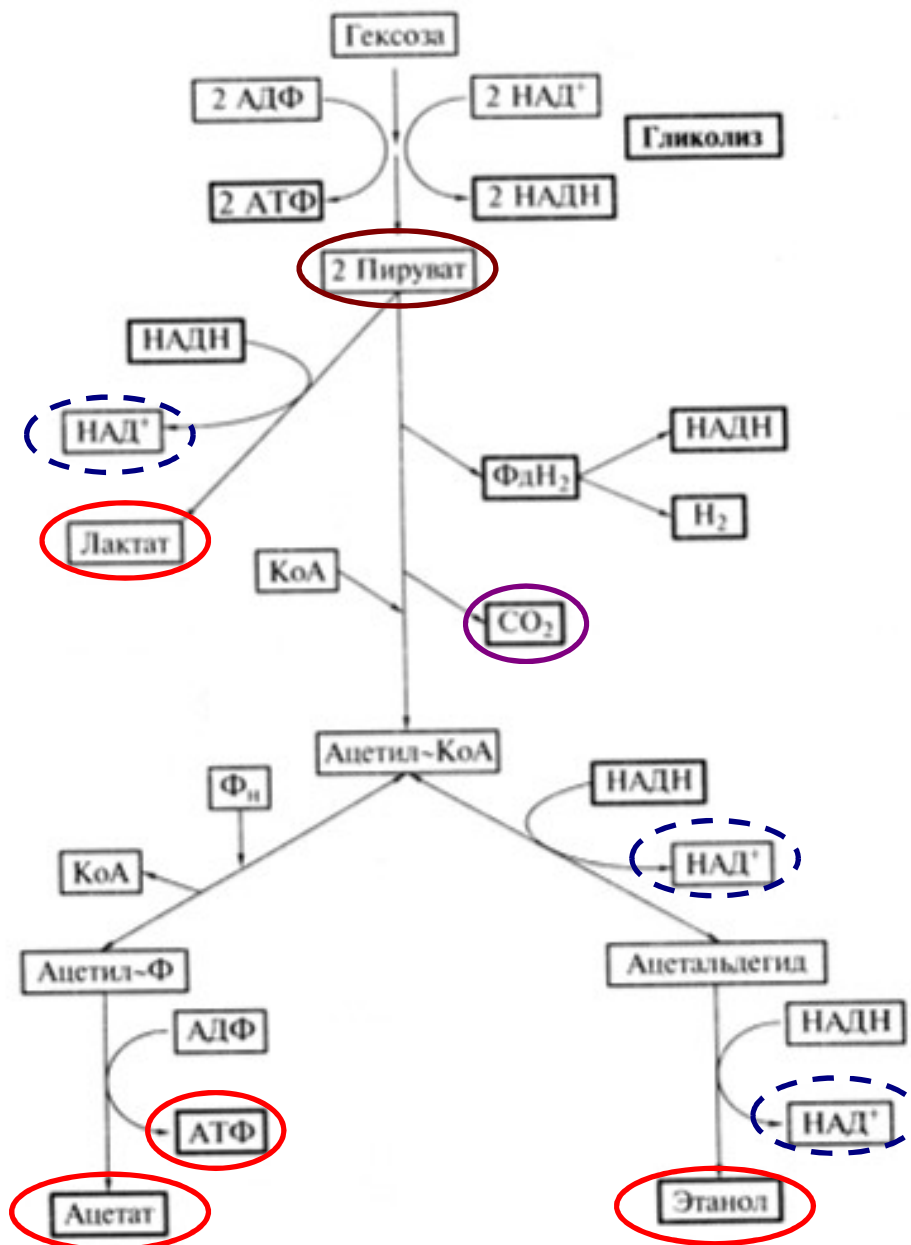 Гексоза
2 АДФ
2 НАД⁺
Гликолиз
2 АТФ
2 НАДН
2 Пируват
НАДН
НАД⁺
НАДН
ФдН₂
Н₂
Лактат
КоА
СО₂
Ацетил~КоА
Фн
НАДН
КоА
НАД⁺
Ацетил~Ф
Ацетальдегид
АДФ
НАДН
АТФ
НАД⁺
Ацетат
Этанол